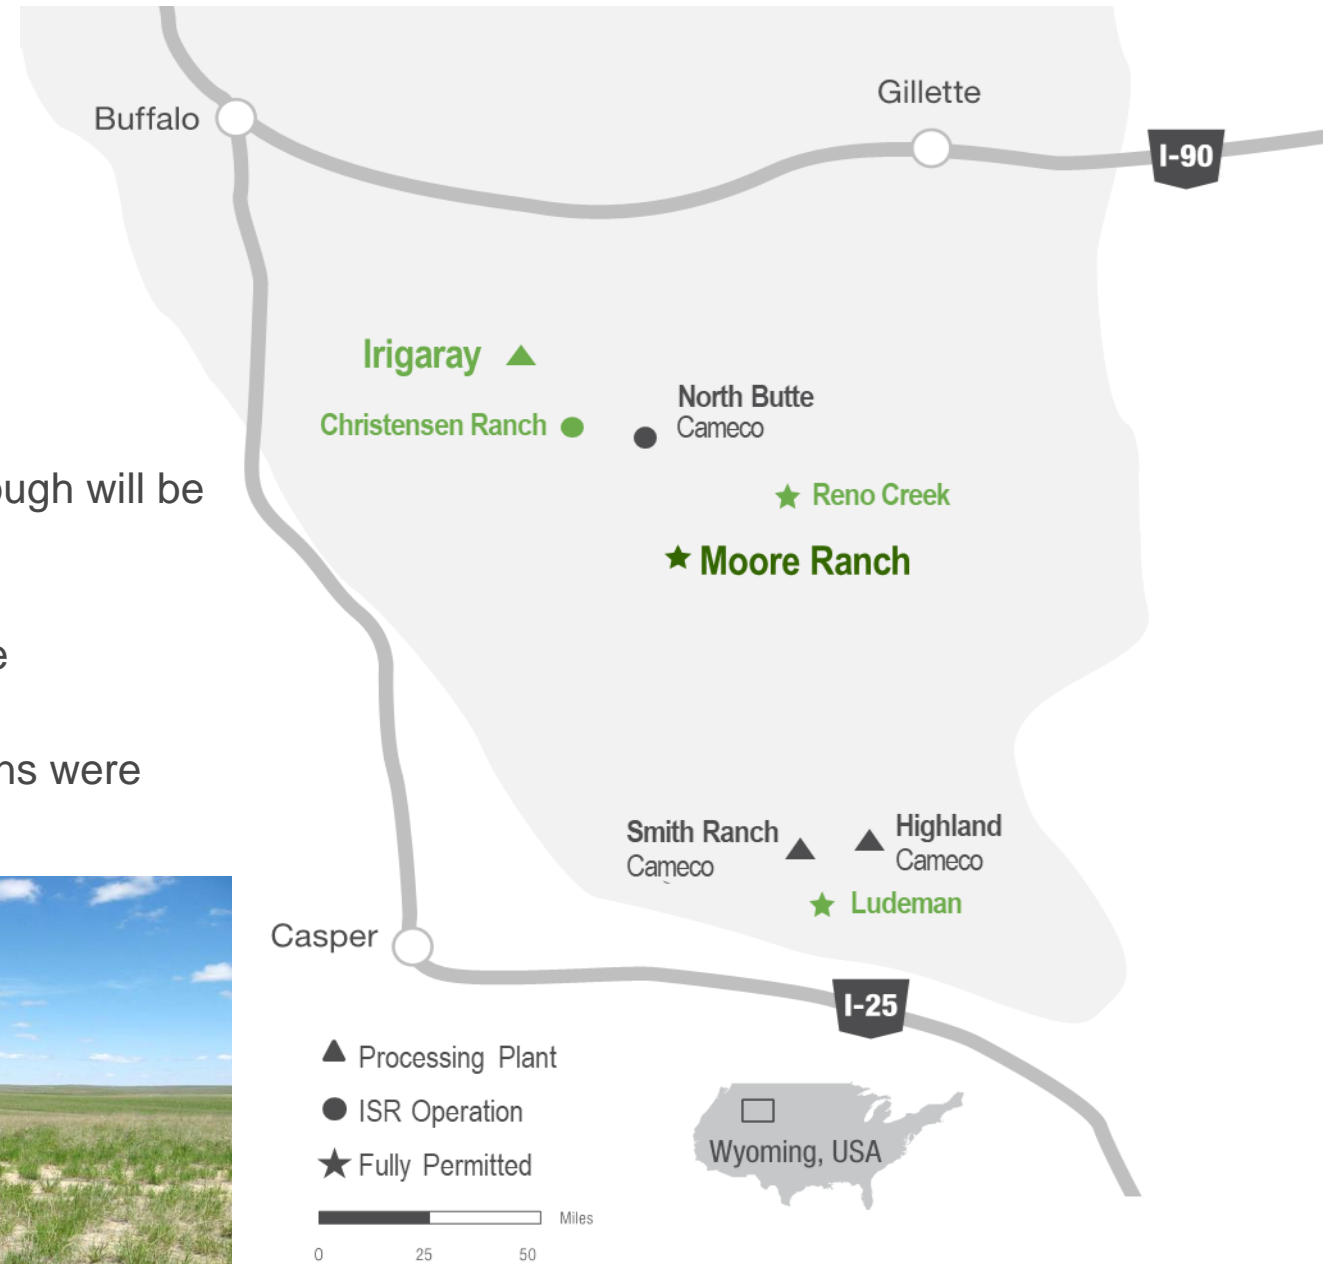 Buffalo
Gillette
I-90
Irigaray
Christensen Ranch
North Butte
Cameco
ough will be
Reno Creek
Moore Ranch
e
ns were
Smith Ranch
Cameco
Highland
Cameco
Ludeman
Casper
I-25
Processing Plant
ISR Operation
Fully Permitted
Wyoming, USA
Miles
0 25 50